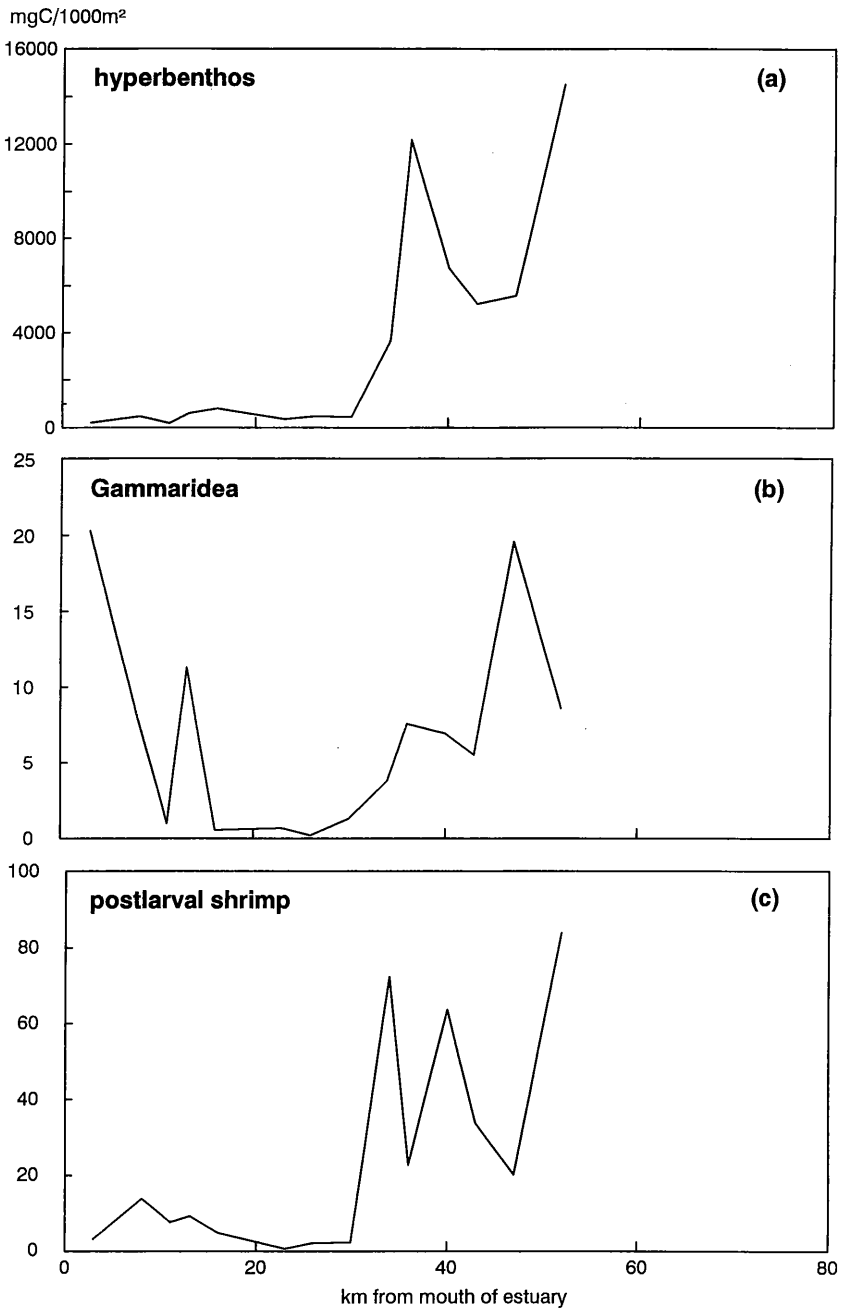 mgC/1000m²
16000
hyperbenthos (a)
12000
8000
4000
0
25
Gammaridea (b)
20
15
10
5
0
100
postlarval shrimp (c)
80
60
40
20
0
0 20 40 60 80
km from mouth of estuary